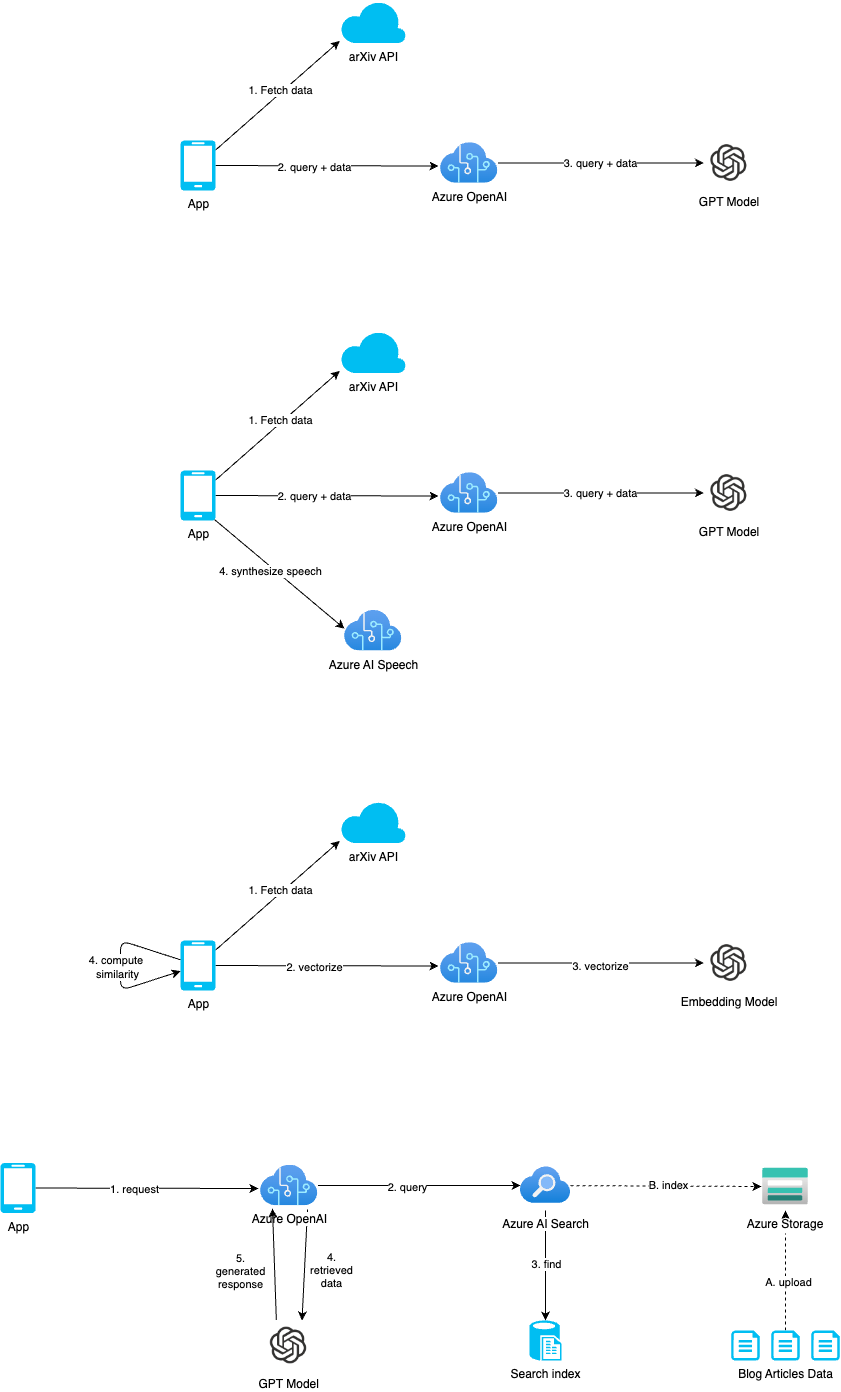 arXiv API
1. Fetch data
2. query + data
3. query + data
App
Azure OpenAI
GPT Model
arXiv API
1. Fetch data
2. query + data
3. query + data
App
Azure OpenAI
GPT Model
4. synthesize speech
Azure AI Speech
arXiv API
1. Fetch data
4. compute
similarity
2. vectorize
3. vectorize
App
Azure OpenAI
Embedding Model
1. request
2. query
B. index
App
Azure OpenAI
Azure AI Search
Azure Storage
5.
generated
response
4.
retrieved
data
3. find
A. upload
GPT Model
Search index
Blog Articles Data